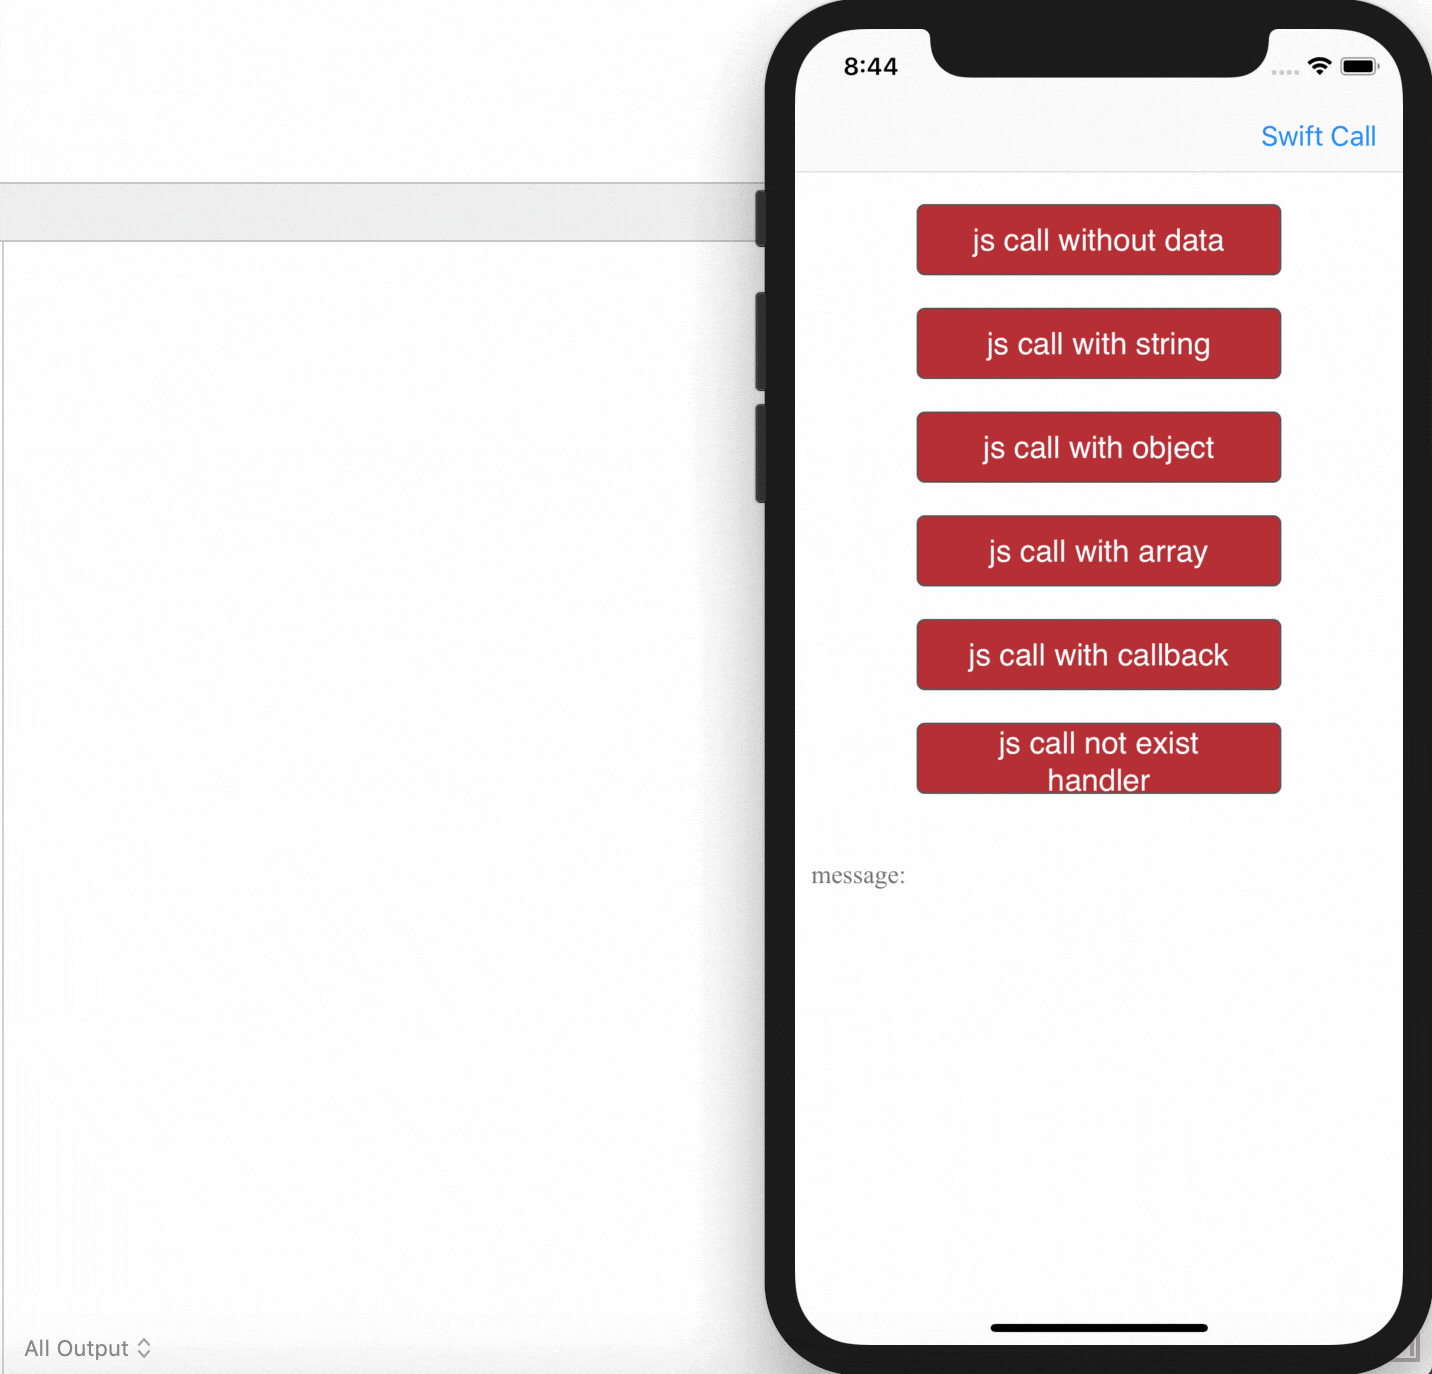 8:44
Swift Call
js call without data
js call with string
js call with object
js call with array
js call with callback
js call not exist
handler
message:
All Output